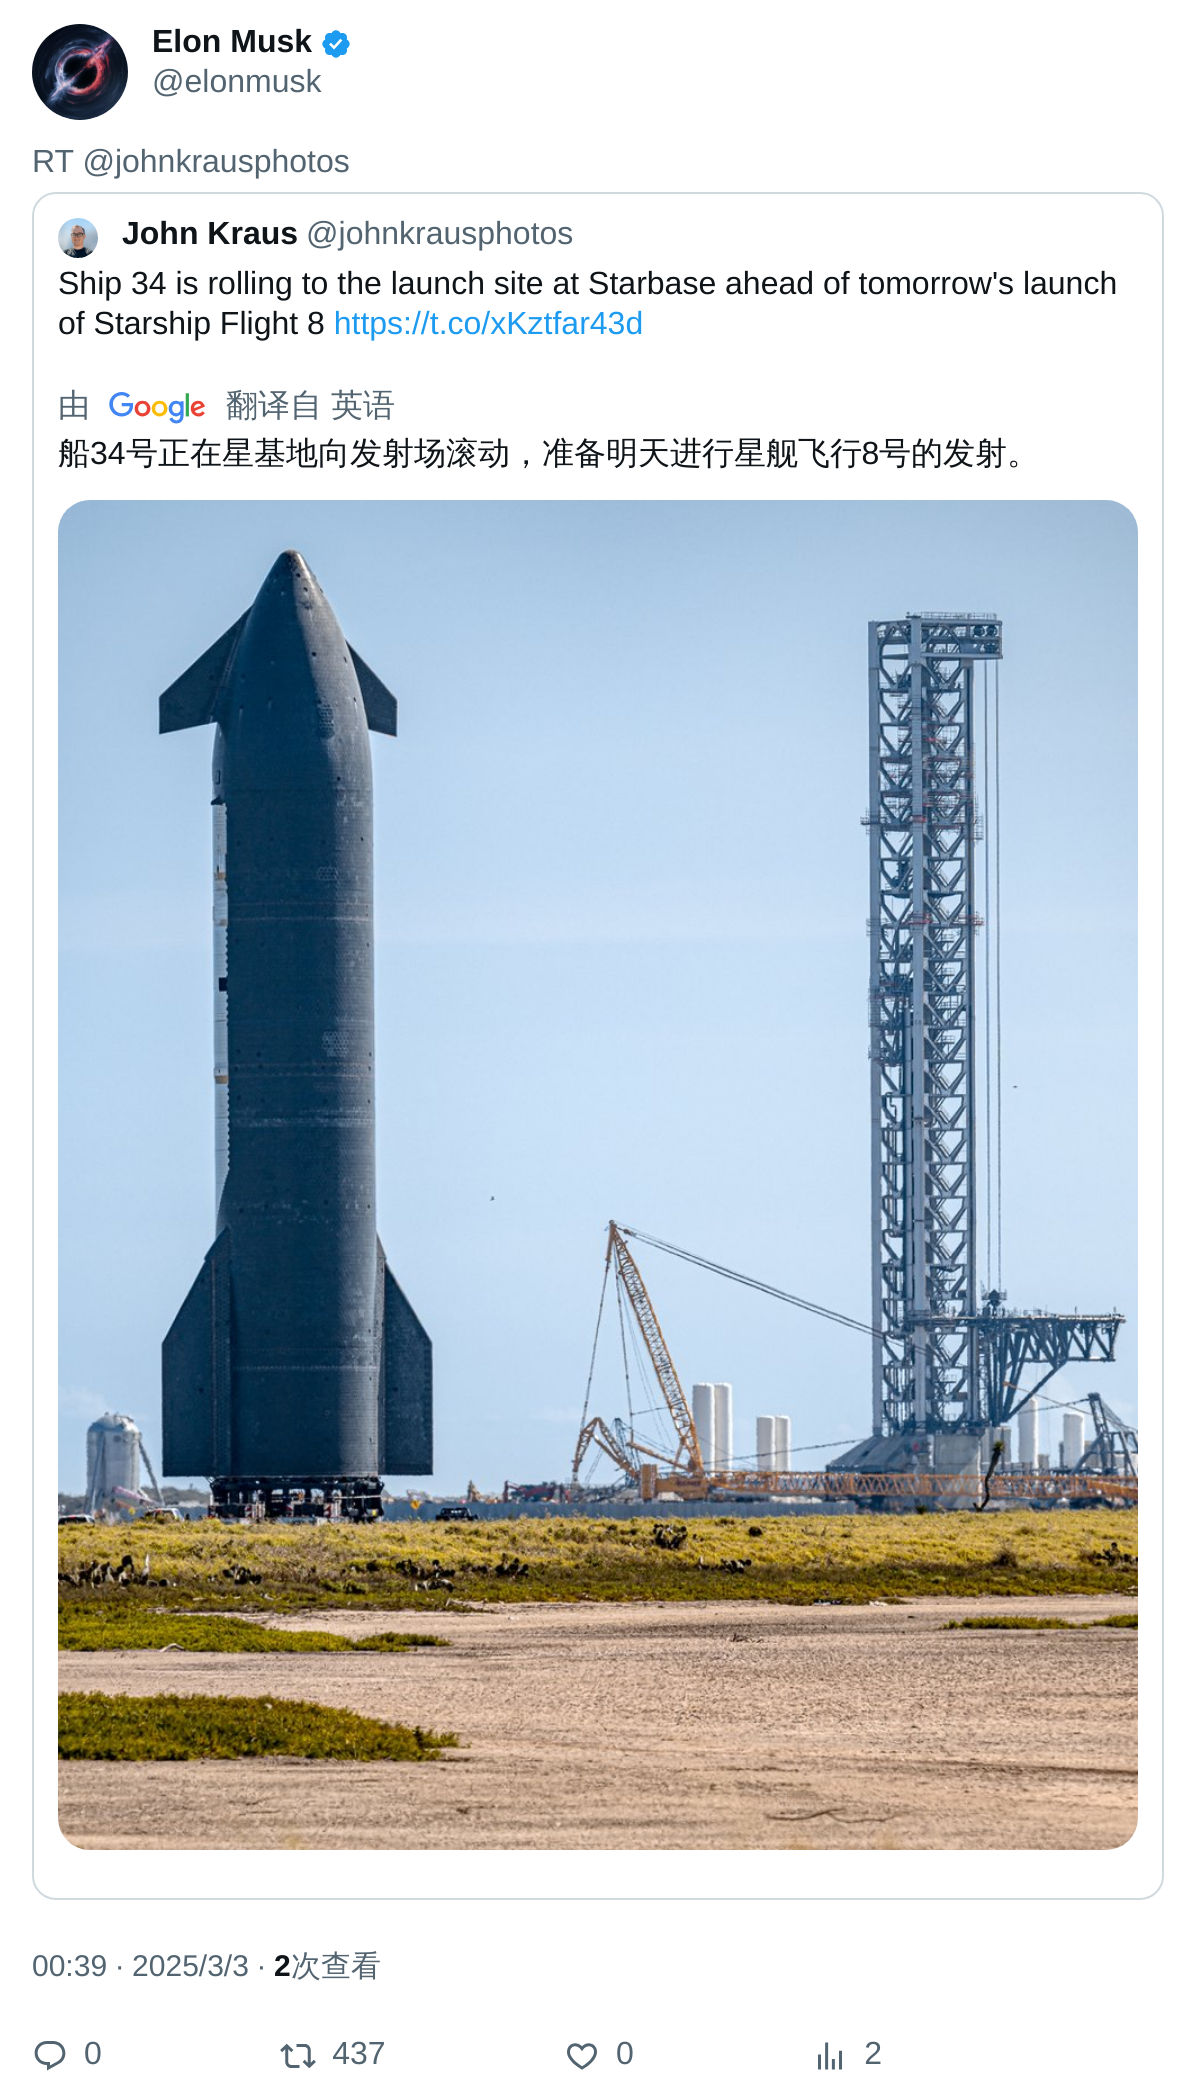 Elon Musk
@elonmusk
RT @johnkrausphotos
John Kraus @johnkrausphotos
Ship 34 is rolling to the launch site at Starbase ahead of tomorrow's launch
of Starship Flight 8 https://t.co/xKztfar43d
由 Google 翻译自 英语
船34号正在星基地向发射场滚动，准备明天进行星舰飞行8号的发射。
00:39 · 2025/3/3 · 2次查看
0 437 0 2